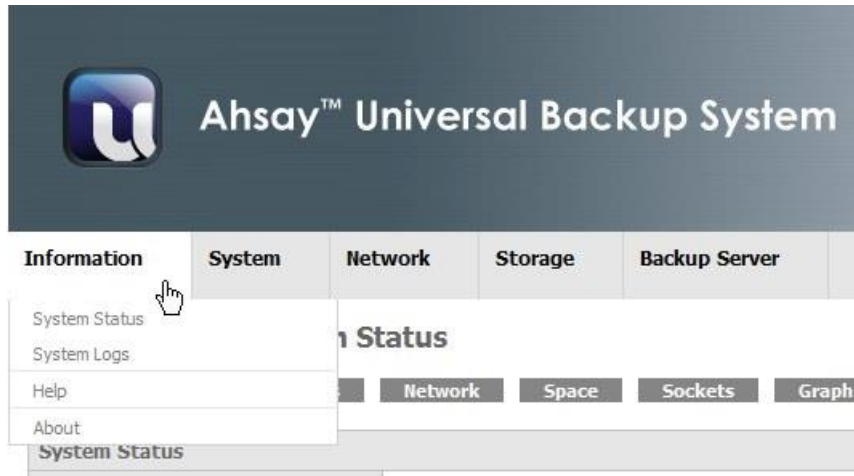 Ahsay™ Universal Backup System
Information System Network Storage Backup Server
System Status
System Logs
Help
About
Status
Network Space Sockets
System Status